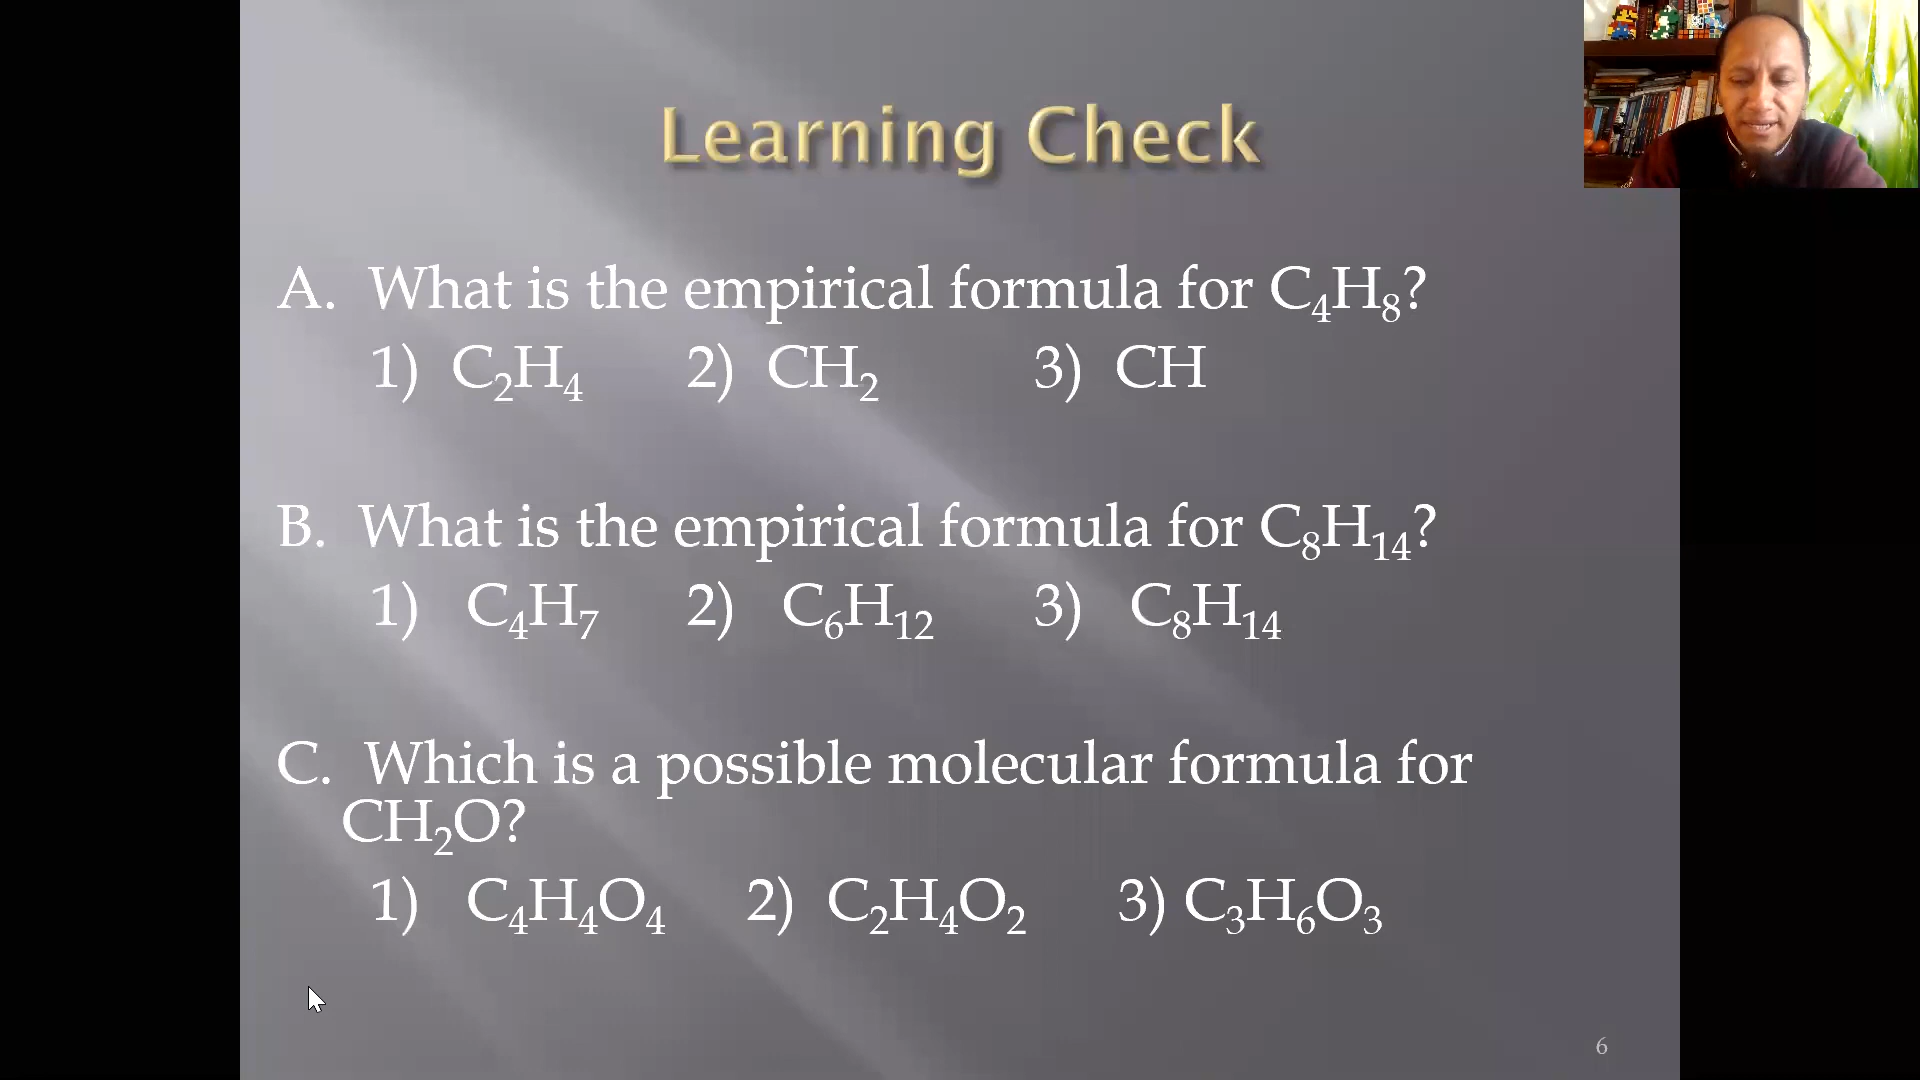 Learning Check
A. What is the empirical formula for C₄H₈?
1) C₂H₄ 2) CH₂ 3) CH
B. What is the empirical formula for C₈H₁₄?
1) C₄H₇ 2) C₆H₁₂ 3) C₈H₁₄
C. Which is a possible molecular formula for
CH₂O?
1) C₄H₄O₄ 2) C₂H₄O₂ 3) C₃H₆O₃
6